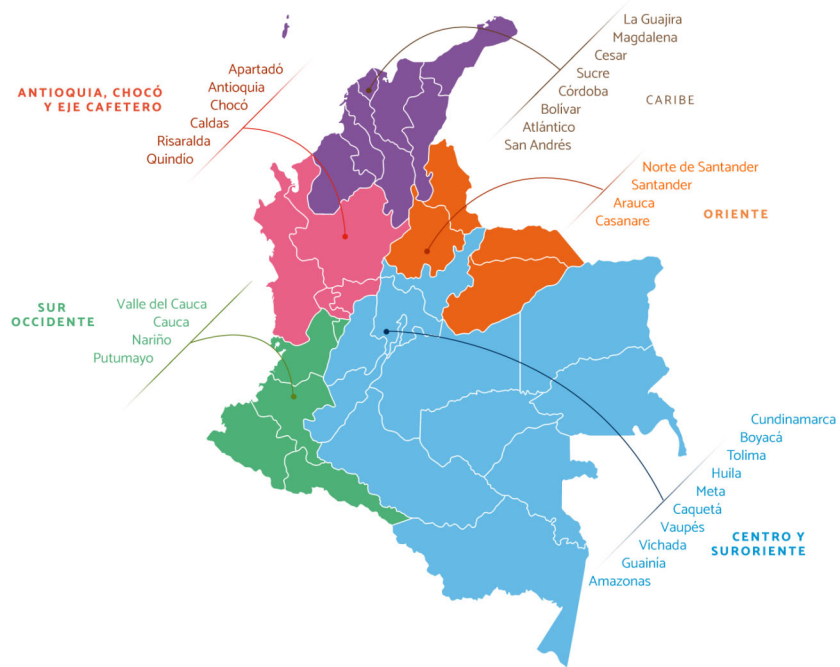 La Guajira
Magdalena
Cesar
Sucre
Córdoba
Bolívar
Atlántico
San Andrés
CARIBE
Apartadó
Antioquia
Chocó
Caldas
Risaralda
Quindío
ANTIOQUIA, CHOCÓ
Y EJE CAFETERO
Norte de Santander
Santander
Arauca
Casanare
ORIENTE
SUR
OCCIDENTE
Valle del Cauca
Cauca
Nariño
Putumayo
Cundinamarca
Boyacá
Tolima
Huila
Meta
Caquetá
Vaupés
Vichada
Guainía
Amazonas
CENTRO Y
SURORIENTE